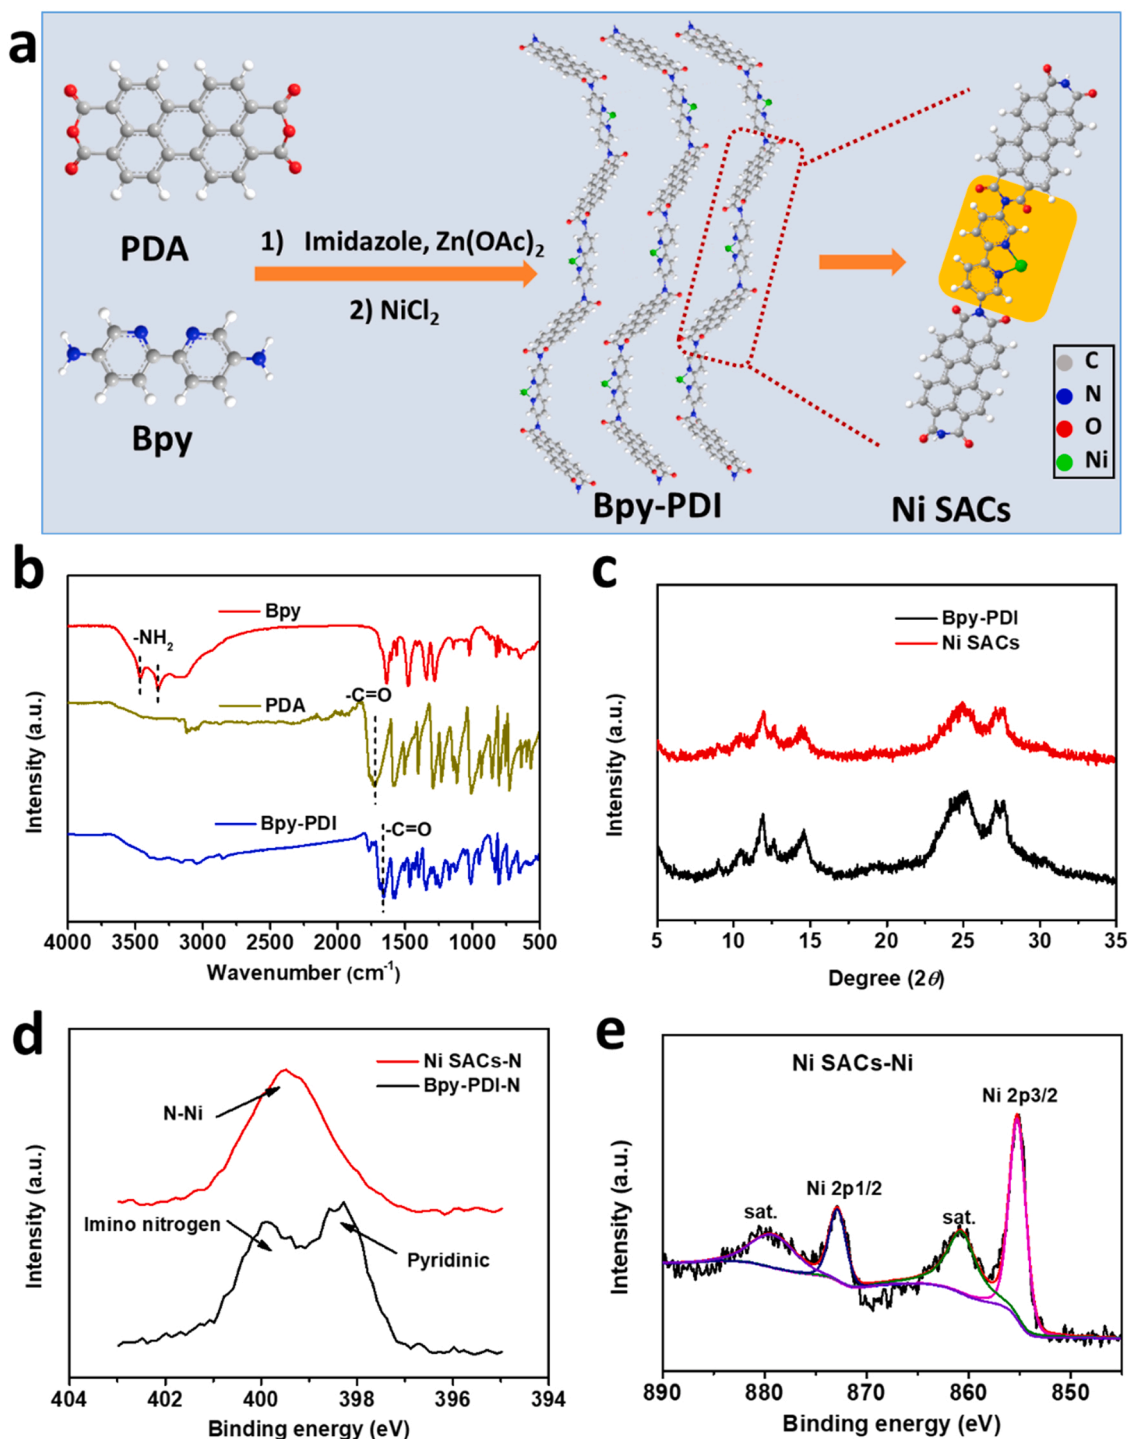 a
PDA
Bpy
1) Imidazole, Zn(OAc)2
2) NiCl2
Bpy-PDI
Ni SACs
C
N
O
Ni
b
Bpy
-NH2
-C=O
PDA
Bpy-PDI
-C=O
Intensity (a.u.)
4000 3500 3000 2500 2000 1500 1000 500
Wavenumber (cm-1)
c
Bpy-PDI
Ni SACs
Intensity (a.u.)
5 10 15 20 25 30 35
Degree (2θ)
d
Ni SACs-N
Bpy-PDI-N
N-Ni
Imino nitrogen
Pyridinic
Intensity (a.u.)
404 402 400 398 396 394
Binding energy (eV)
e
Ni SACs-Ni
Ni 2p3/2
Ni 2p1/2
sat.
sat.
Intensity (a.u.)
890 880 870 860 850
Binding energy (eV)